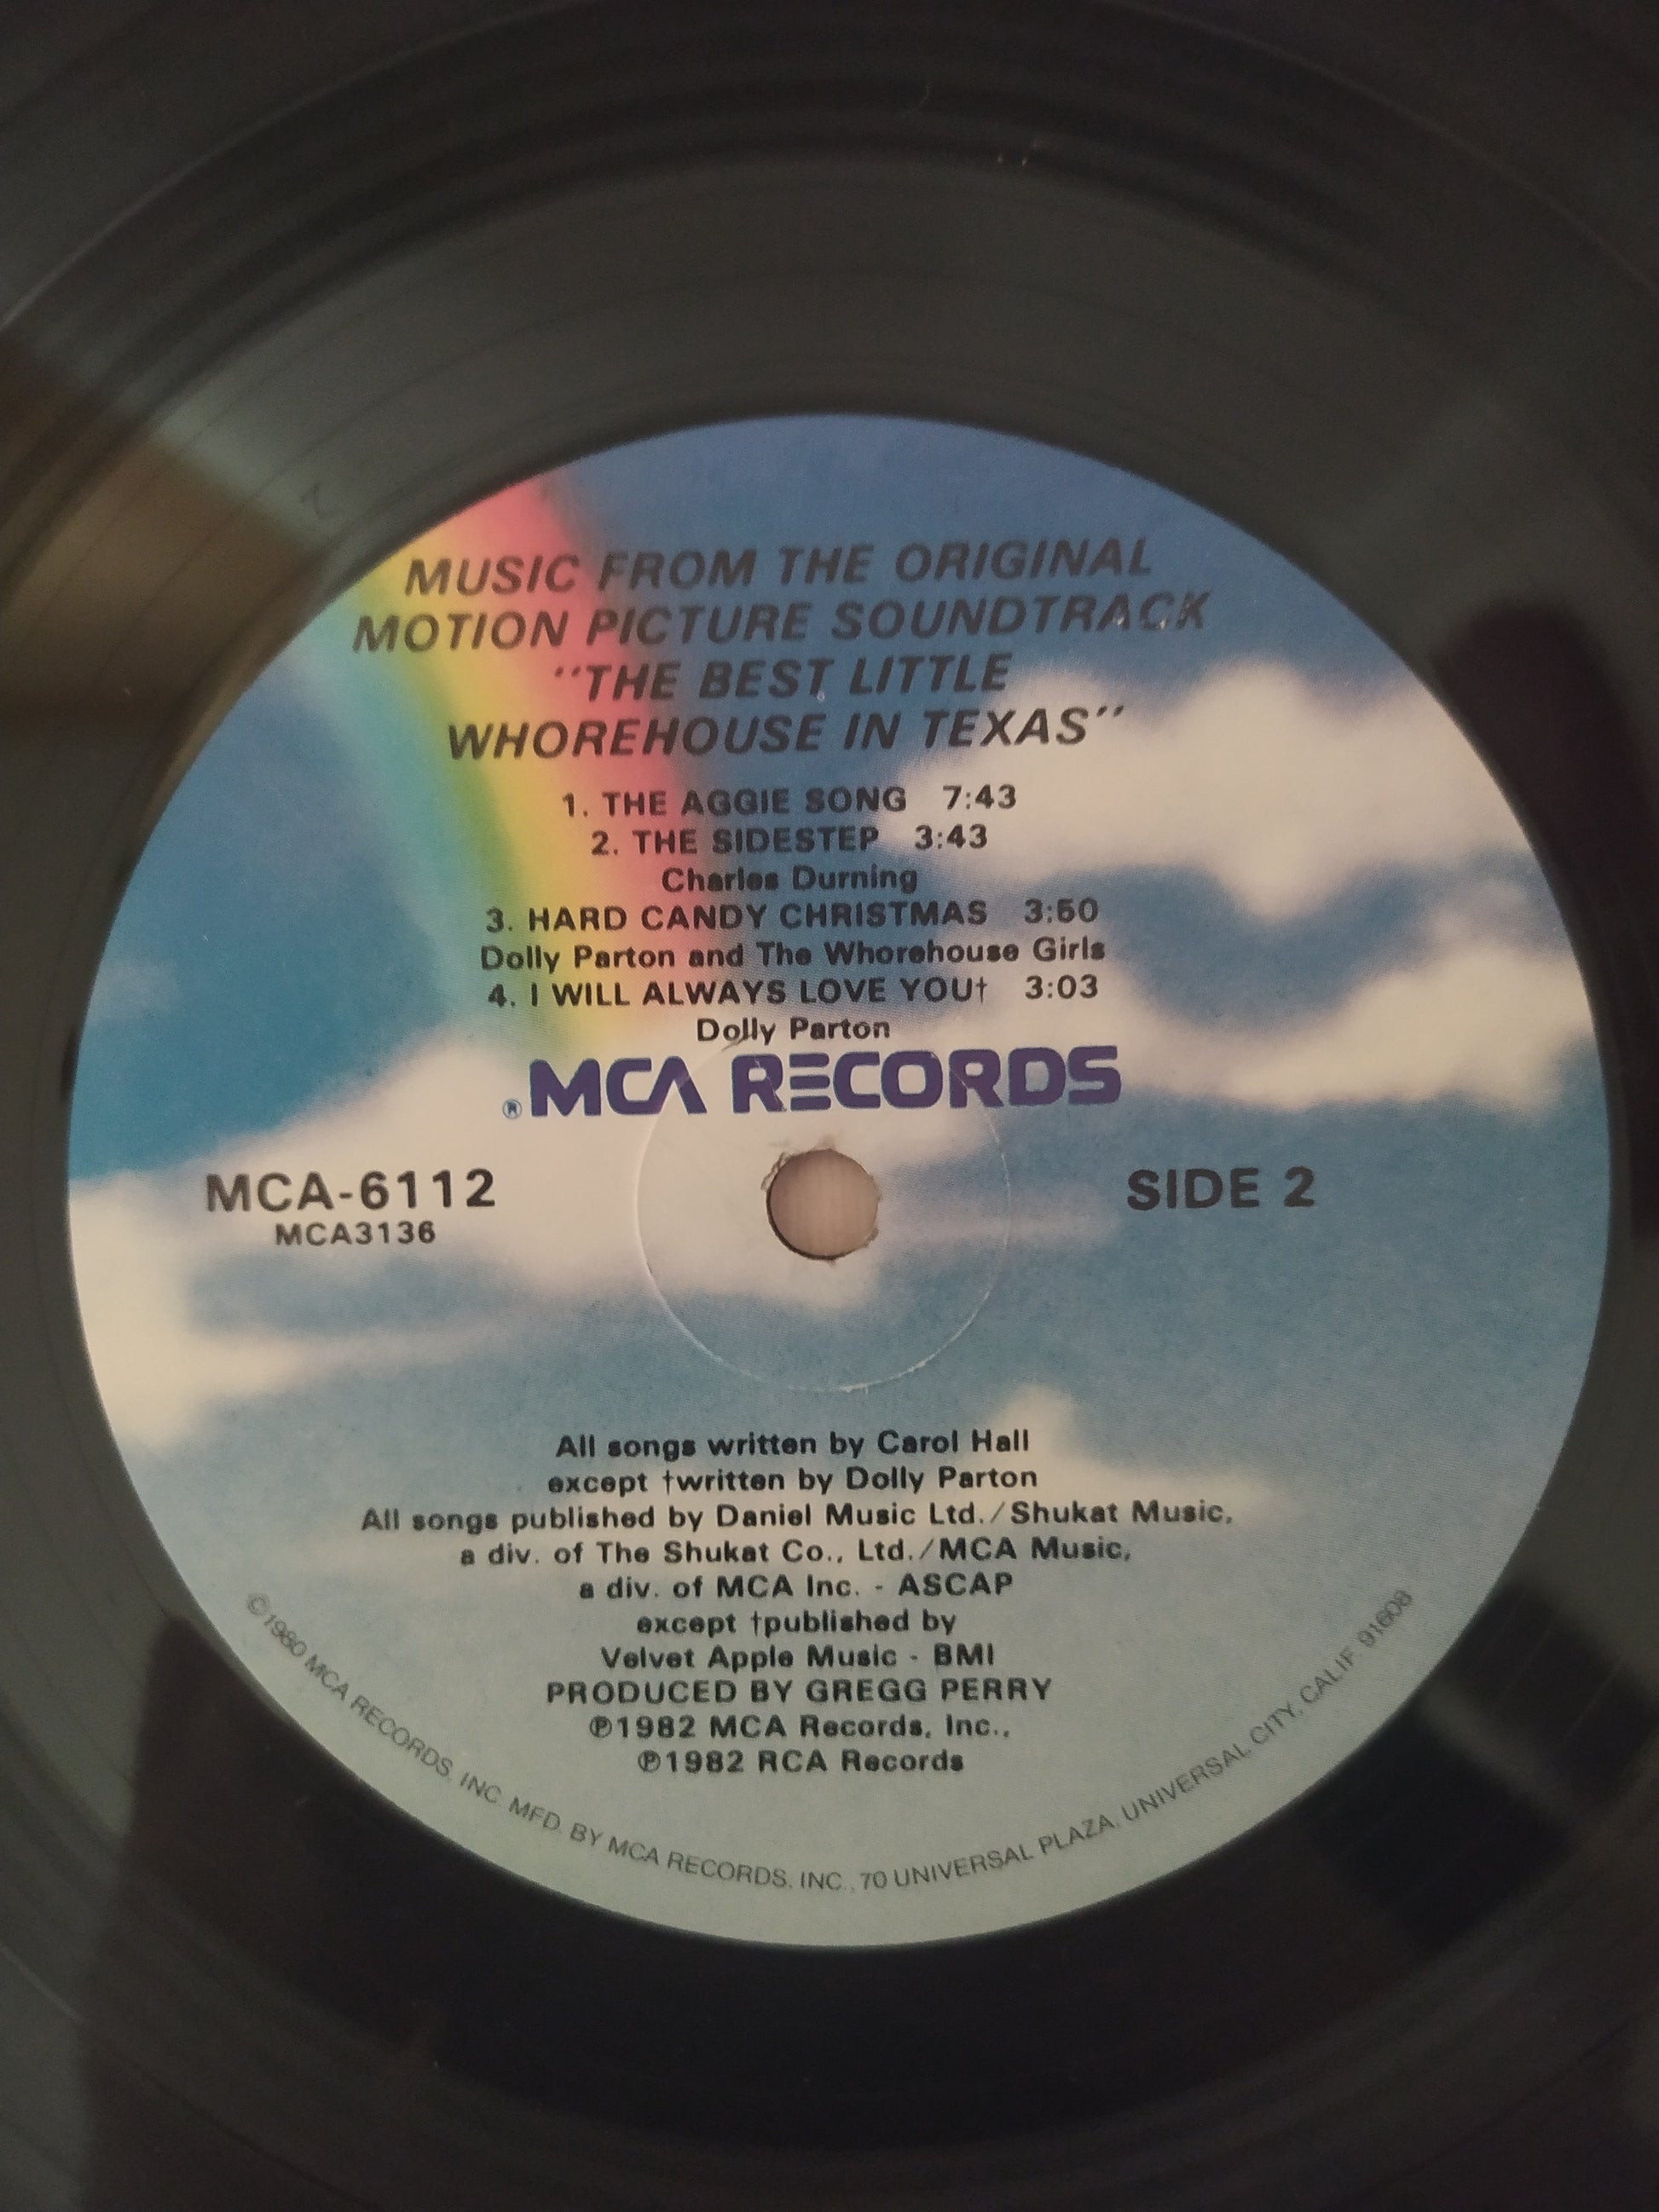 MUSIC FROM THE ORIGINAL
MOTION PICTURE SOUNDTRACK
"THE BEST LITTLE
WHOREHOUSE IN TEXAS"
1. THE AGGIE SONG 7:43
2. THE SIDESTEP 3:43
Charles Durning
3. HARD CANDY CHRISTMAS 3:50
Dolly Parton and The Whorehouse Girls
4. I WILL ALWAYS LOVE YOU† 3:03
Dolly Parton
®MCA RECORDS
MCA-6112
MCA3136
SIDE 2
All songs written by Carol Hall
except †written by Dolly Parton
All songs published by Daniel Music Ltd./Shukat Music,
a div. of The Shukat Co., Ltd./MCA Music,
a div. of MCA Inc. - ASCAP
except †published by
Velvet Apple Music - BMI
PRODUCED BY GREGG PERRY
℗1982 MCA Records, Inc.,
℗1982 RCA Records
©1980 MCA RECORDS, INC. MFD. BY MCA RECORDS, INC., 70 UNIVERSAL PLAZA, UNIVERSAL CITY, CALIF 91608